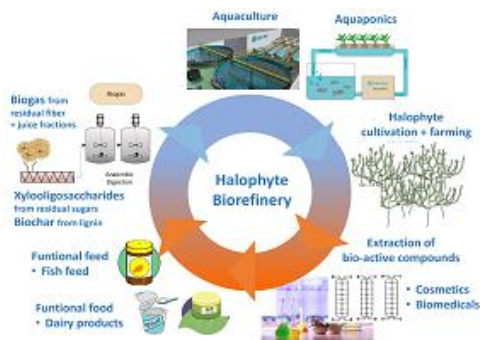 Aquaculture
Aquaponics
Halophyte
cultivation + farming
Extraction of
bio-active compounds
• Cosmetics
• Biomedicals
Funtional food
• Dairy products
Funtional feed
• Fish feed
Xylooligosaccharides
from residual sugars
Biochar from lignin
Biogas from
residual fiber
+ juice fractions
Biogas
Anaerobic
Digestion
Halophyte
Biorefinery